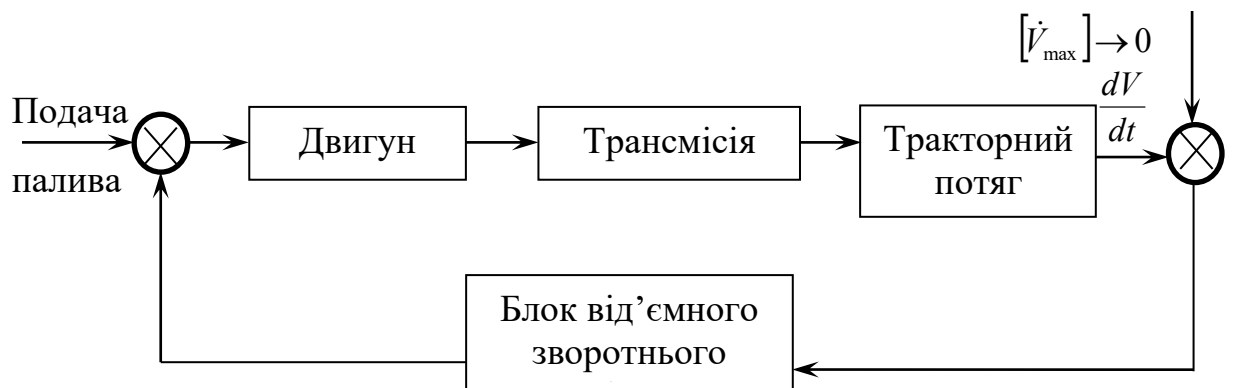 [V̇max]→0
dV
dt
Подача
палива
Двигун
Трансмісія
Тракторний
потяг
Блок від’ємного
зворотнього